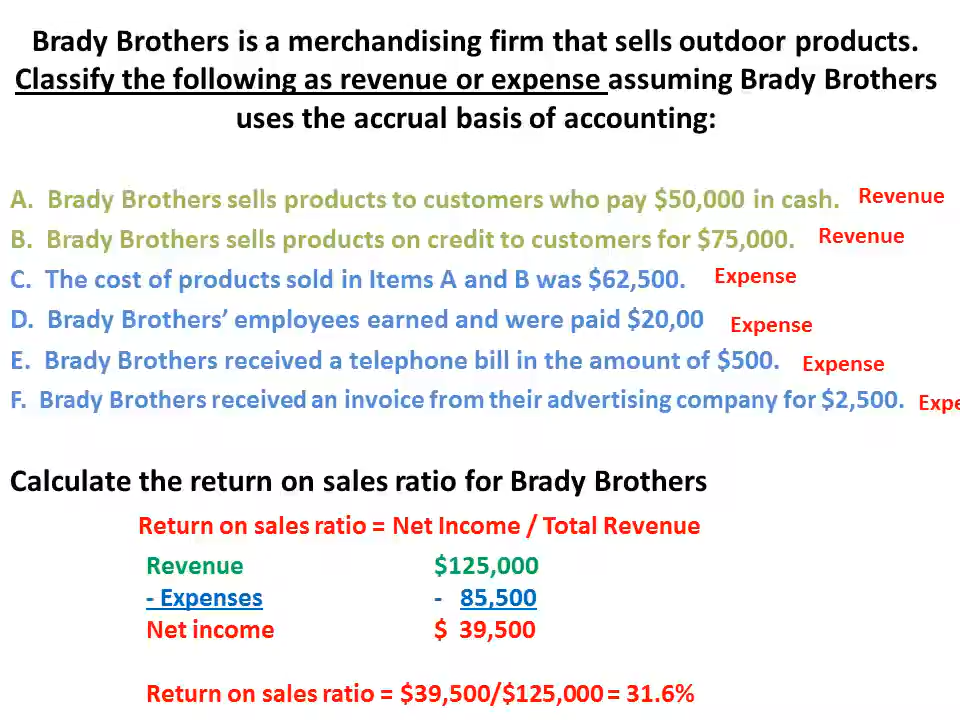 Brady Brothers is a merchandising firm that sells outdoor products.
Classify the following as revenue or expense assuming Brady Brothers
uses the accrual basis of accounting:
A. Brady Brothers sells products to customers who pay $50,000 in cash. Revenue
B. Brady Brothers sells products on credit to customers for $75,000. Revenue
C. The cost of products sold in Items A and B was $62,500. Expense
D. Brady Brothers’ employees earned and were paid $20,00 Expense
E. Brady Brothers received a telephone bill in the amount of $500. Expense
F. Brady Brothers received an invoice from their advertising company for $2,500. Expe
Calculate the return on sales ratio for Brady Brothers
Return on sales ratio = Net Income / Total Revenue
Revenue $125,000
- Expenses - 85,500
Net income $ 39,500
Return on sales ratio = $39,500/$125,000 = 31.6%